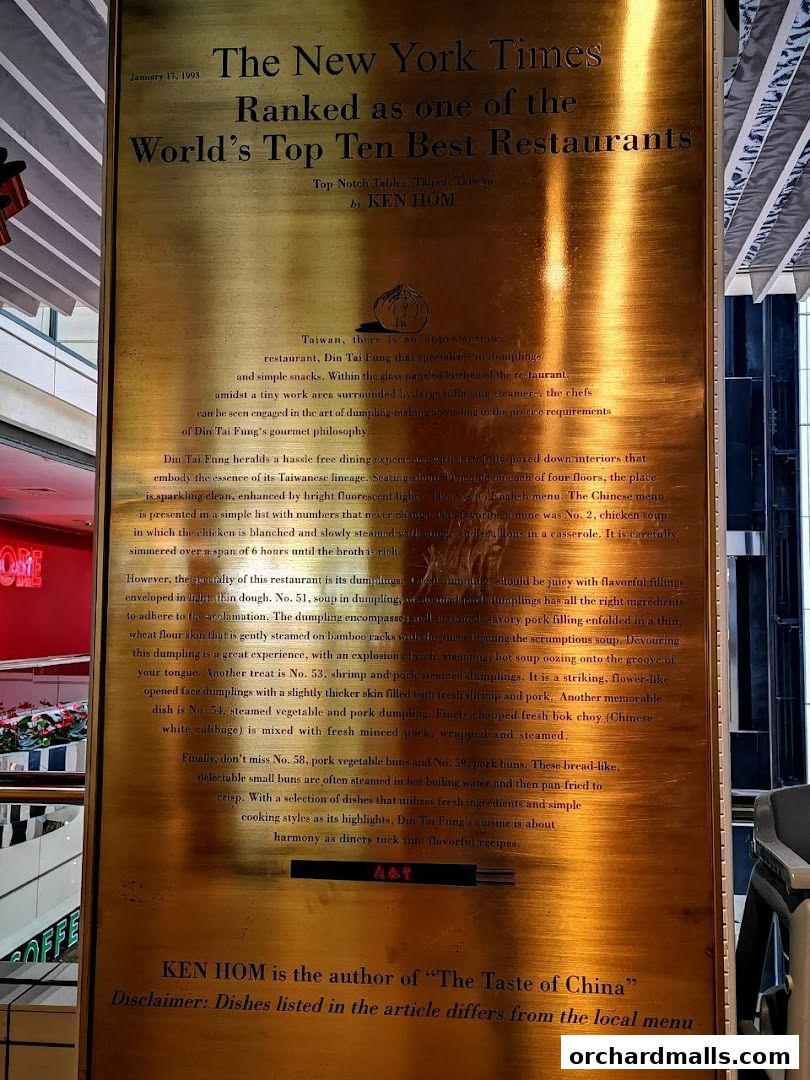 January 17, 1993
The New York Times
Ranked as one of the
World's Top Ten Best Restaurants
Top-Notch Tables: Taipei, Taiwan
by KEN HOM
In
Taiwan, there is an unpretentious
restaurant, Din Tai Fung that specializes in dumplings
and simple snacks. Within the glass paneled kitchen of the restaurant,
amidst a tiny work area surrounded by large billowing steamers, the chefs
can be seen engaged in the art of dumpling-making according to the precise requirements
of Din Tai Fung's gourmet philosophy.
Din Tai Fung heralds a hassle free dining experience with carefully-pared down interiors that
embody the essence of its Taiwanese lineage. Seating on each of four floors, the place
is sparkling clean, enhanced by bright fluorescent lights. There is no English menu. The Chinese menu
is presented in a simple list with numbers that never change. favorite of mine was No. 2, chicken soup
in which the chicken is blanched and slowly steamed with ginger and scallions in a casserole. It is carefully
simmered over a span of 6 hours until the broth is rich.
However, the specialty of this restaurant is its dumplings. should be juicy with flavorful fillings
enveloped in light, thin dough. No. 51, soup in dumpling, or steamed pork dumplings has all the right ingredients
to adhere to the acclamation. The dumpling encompasses well-seasoned, savory pork filling enfolded in a thin,
wheat flour skin that is gently steamed on bamboo racks with the juices forming the scrumptious soup. Devouring
this dumpling is a great experience, with an explosion of rich, steaming, hot soup oozing onto the groove of
your tongue. Another treat is No. 53, shrimp and pork steamed dumplings. It is a striking, flower-like
opened face dumplings with a slightly thicker skin filled with fresh shrimp and pork. Another memorable
dish is No. 54, steamed vegetable and pork dumpling. Finely chopped fresh bok choy (Chinese
white cabbage) is mixed with fresh minced pork, wrapped and steamed.
Finally, don't miss No. 58, pork vegetable buns and No. 59, pork buns. These bread-like,
delectable small buns are often steamed in hot boiling water and then pan-fried to
crisp. With a selection of dishes that utilizes fresh ingredients and simple
cooking styles as its highlights, Din Tai Fung's cuisine is about
harmony as diners tuck into flavorful recipes.
鼎泰豐
KEN HOM is the author of "The Taste of China"
Disclaimer: Dishes listed in the article differs from the local menu
ORE
COFFE
orchardmalls.com